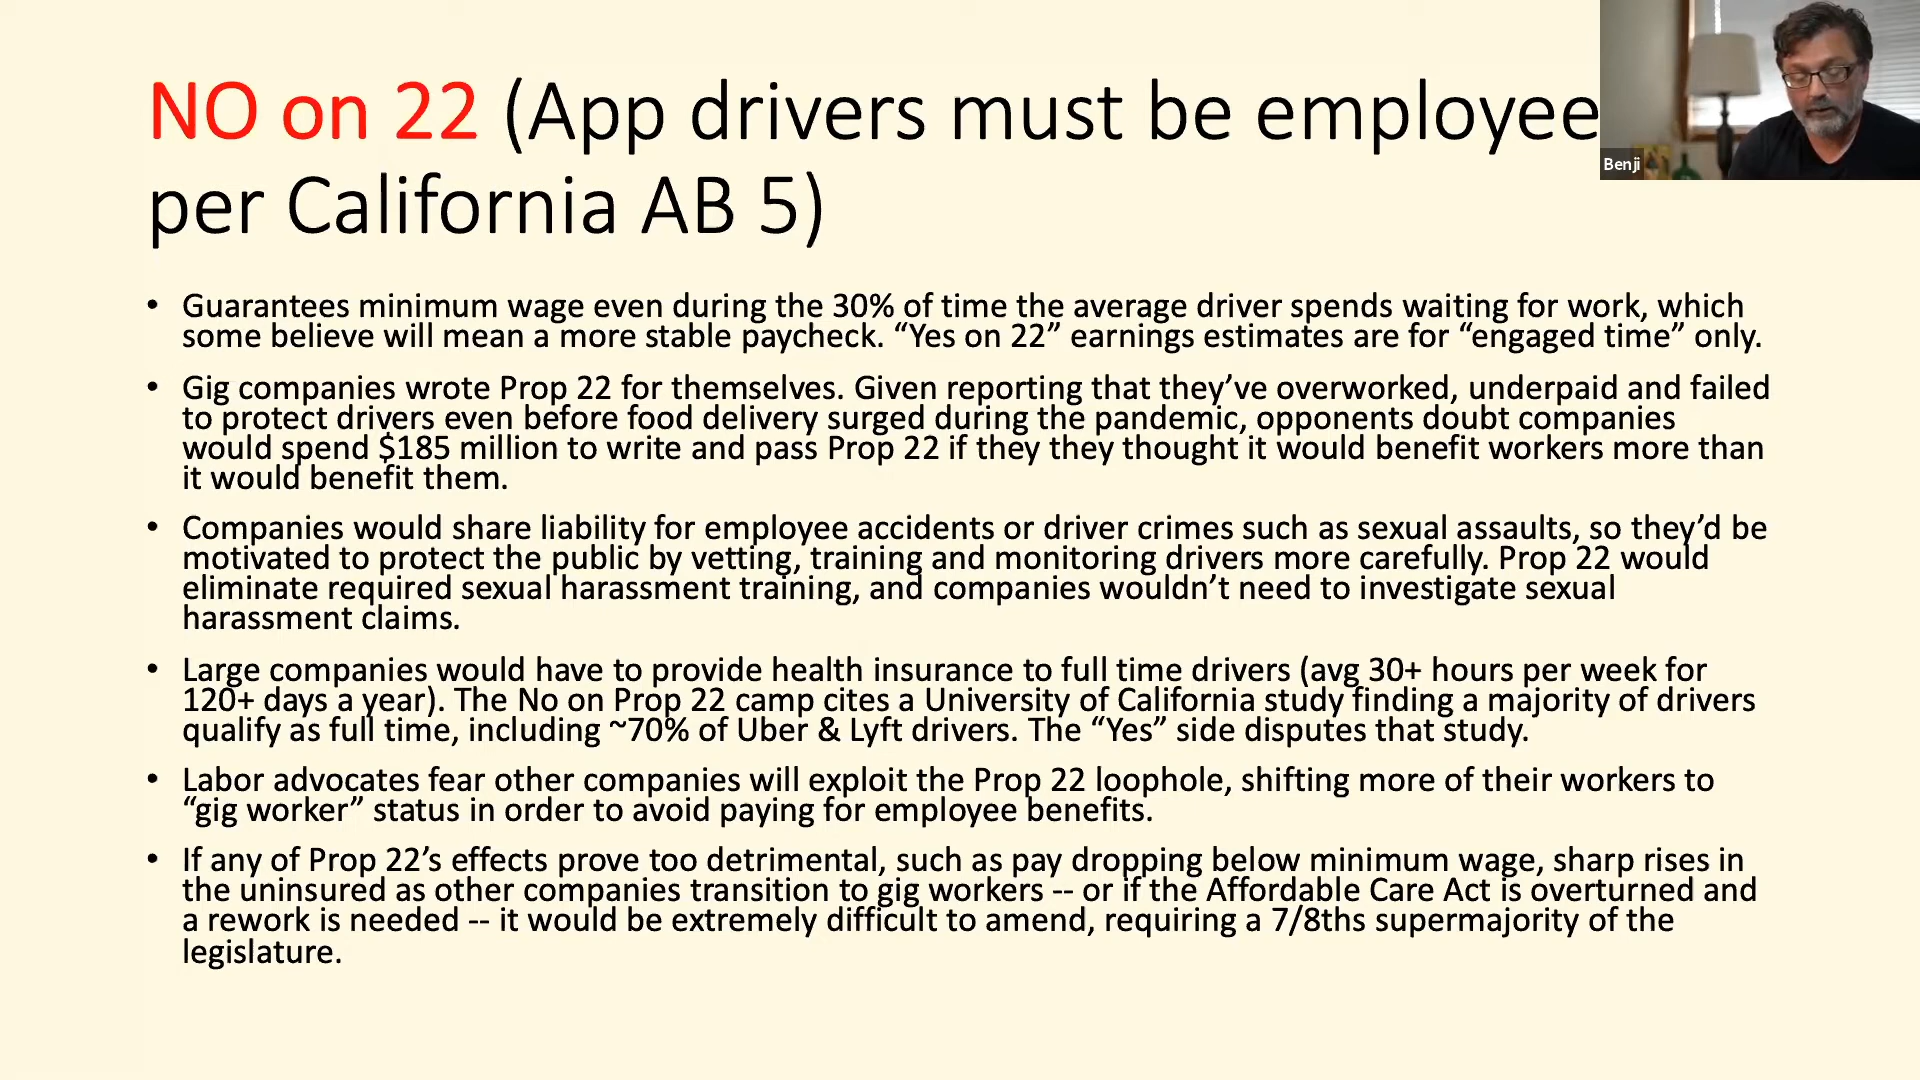 NO on 22 (App drivers must be employee
per California AB 5)
Benji
• Guarantees minimum wage even during the 30% of time the average driver spends waiting for work, which
some believe will mean a more stable paycheck. “Yes on 22” earnings estimates are for “engaged time” only.
• Gig companies wrote Prop 22 for themselves. Given reporting that they’ve overworked, underpaid and failed
to protect drivers even before food delivery surged during the pandemic, opponents doubt companies
would spend $185 million to write and pass Prop 22 if they they thought it would benefit workers more than
it would benefit them.
• Companies would share liability for employee accidents or driver crimes such as sexual assaults, so they’d be
motivated to protect the public by vetting, training and monitoring drivers more carefully. Prop 22 would
eliminate required sexual harassment training, and companies wouldn’t need to investigate sexual
harassment claims.
• Large companies would have to provide health insurance to full time drivers (avg 30+ hours per week for
120+ days a year). The No on Prop 22 camp cites a University of California study finding a majority of drivers
qualify as full time, including ~70% of Uber & Lyft drivers. The “Yes” side disputes that study.
• Labor advocates fear other companies will exploit the Prop 22 loophole, shifting more of their workers to
“gig worker” status in order to avoid paying for employee benefits.
• If any of Prop 22’s effects prove too detrimental, such as pay dropping below minimum wage, sharp rises in
the uninsured as other companies transition to gig workers -- or if the Affordable Care Act is overturned and
a rework is needed -- it would be extremely difficult to amend, requiring a 7/8ths supermajority of the
legislature.